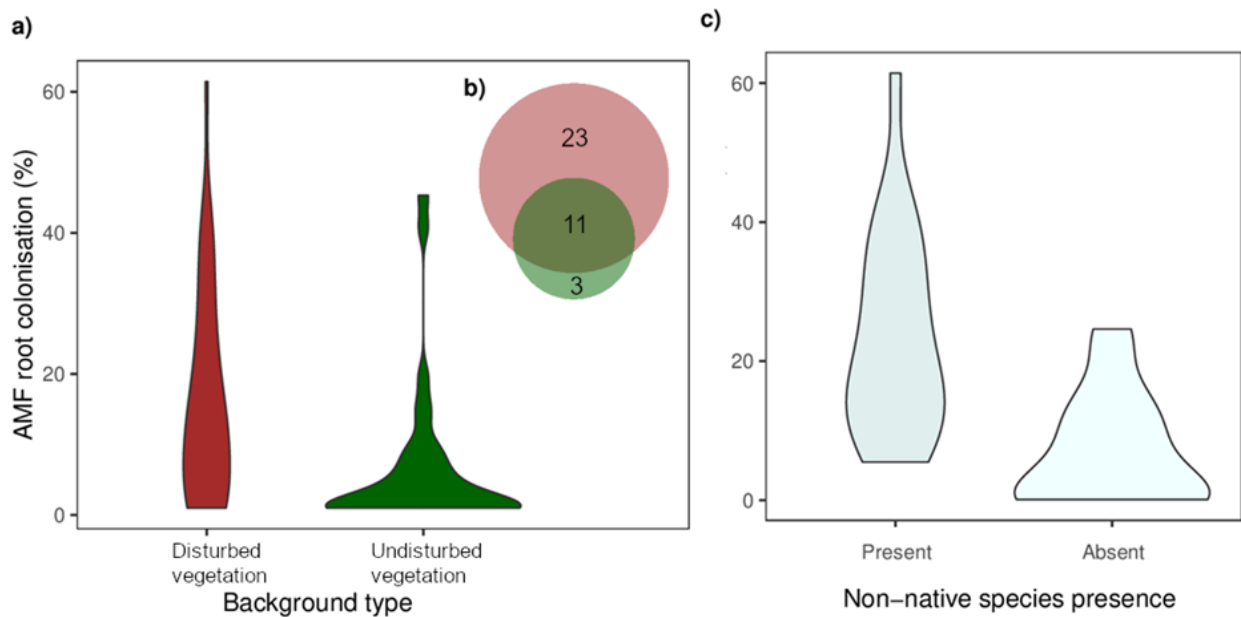 a)
AMF root colonisation (%)
60
40
20
0
Disturbed
vegetation
Undisturbed
vegetation
Background type
b)
23
11
3
c)
60
40
20
0
Present
Absent
Non-native species presence